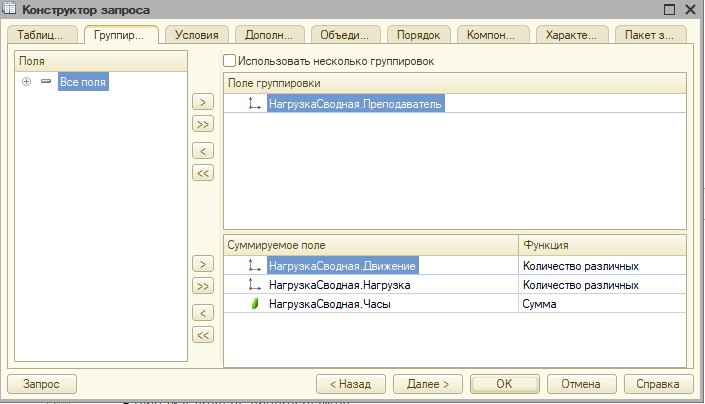 Конструктор запроса
Таблиц... Группир... Условия Дополн... Объеди... Порядок Компон... Характе... Пакет з...
Поля
Все поля
Использовать несколько группировок
Поле группировки
НагрузкаСводная.Преподаватель
>
>>
<
<<
Суммируемое поле Функция
НагрузкаСводная.Движение Количество различных
НагрузкаСводная.Нагрузка Количество различных
НагрузкаСводная.Часы Сумма
>
>>
<
<<
Запрос < Назад Далее > OK Отмена Справка